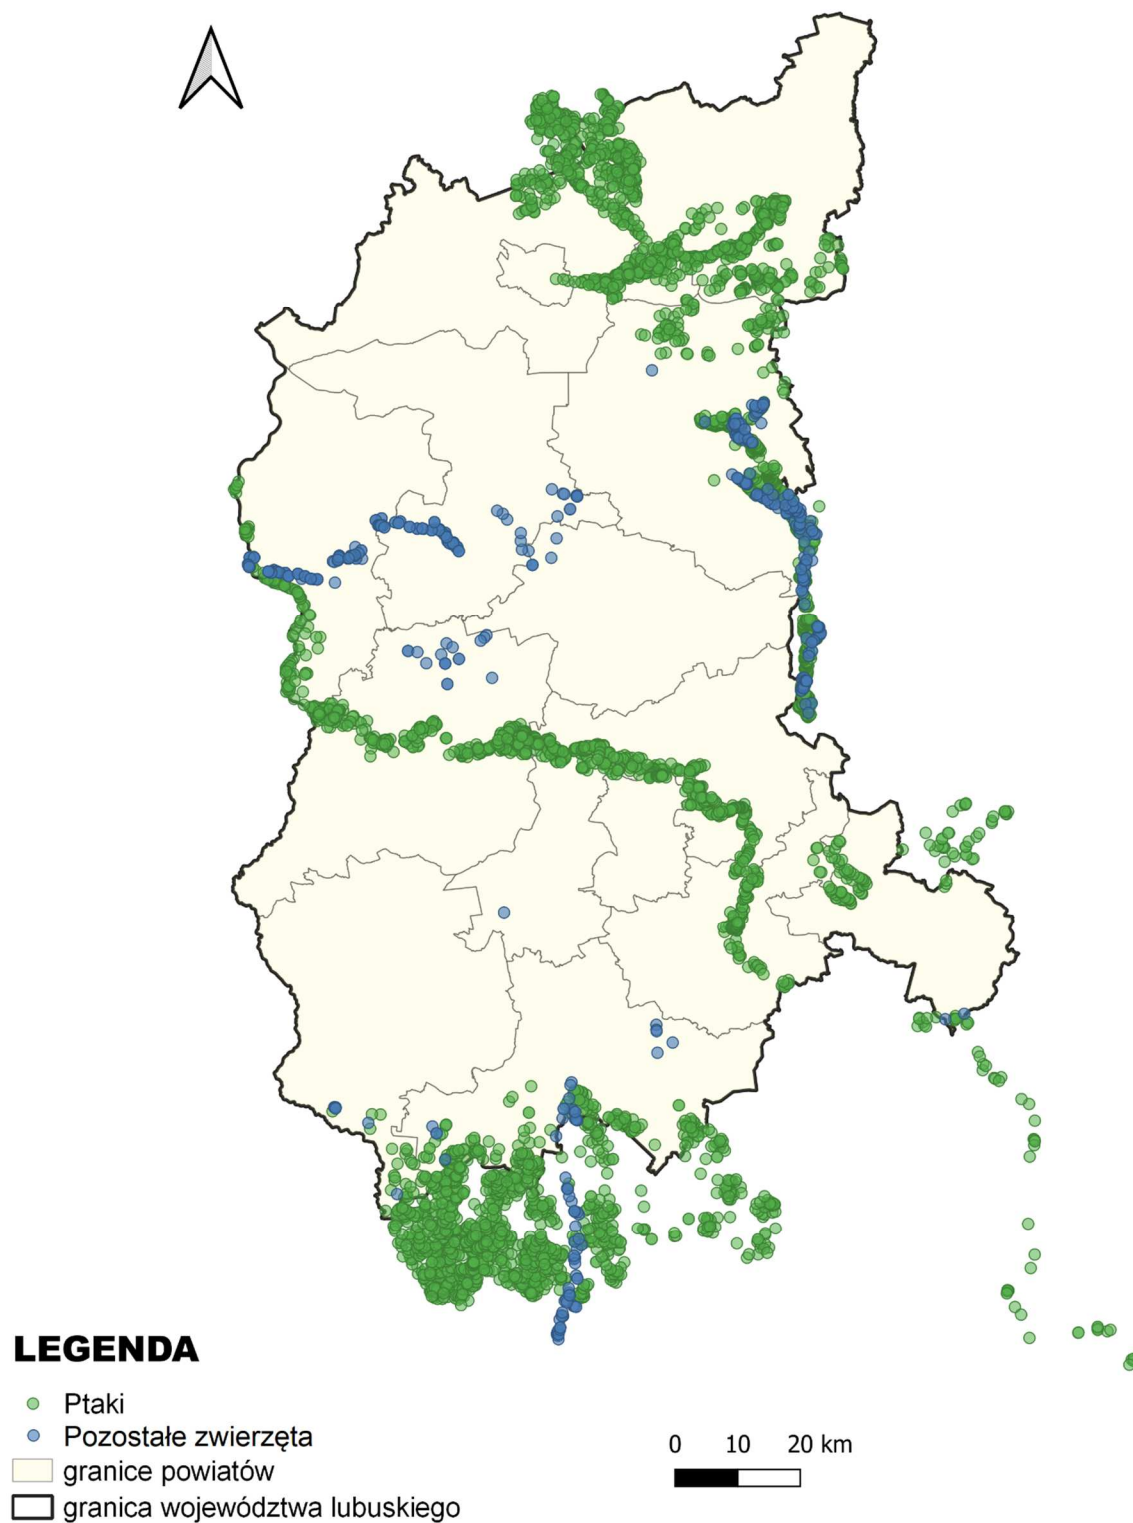 LEGENDA
Ptaki
Pozostałe zwierzęta
granice powiatów
granica województwa lubuskiego
0 10 20 km